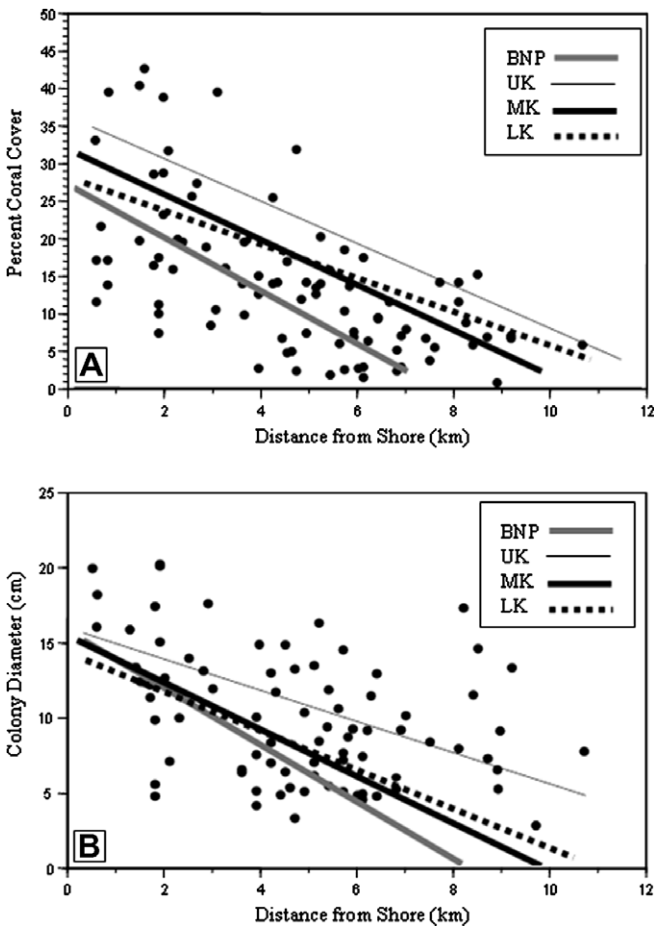 50
45
40
35
30
25
20
15
10
5
0
Percent Coral Cover
BNP
UK
MK
LK
A
0 2 4 6 8 10 12
Distance from Shore (km)
25
20
15
10
5
0
Colony Diameter (cm)
BNP
UK
MK
LK
B
0 2 4 6 8 10 12
Distance from Shore (km)